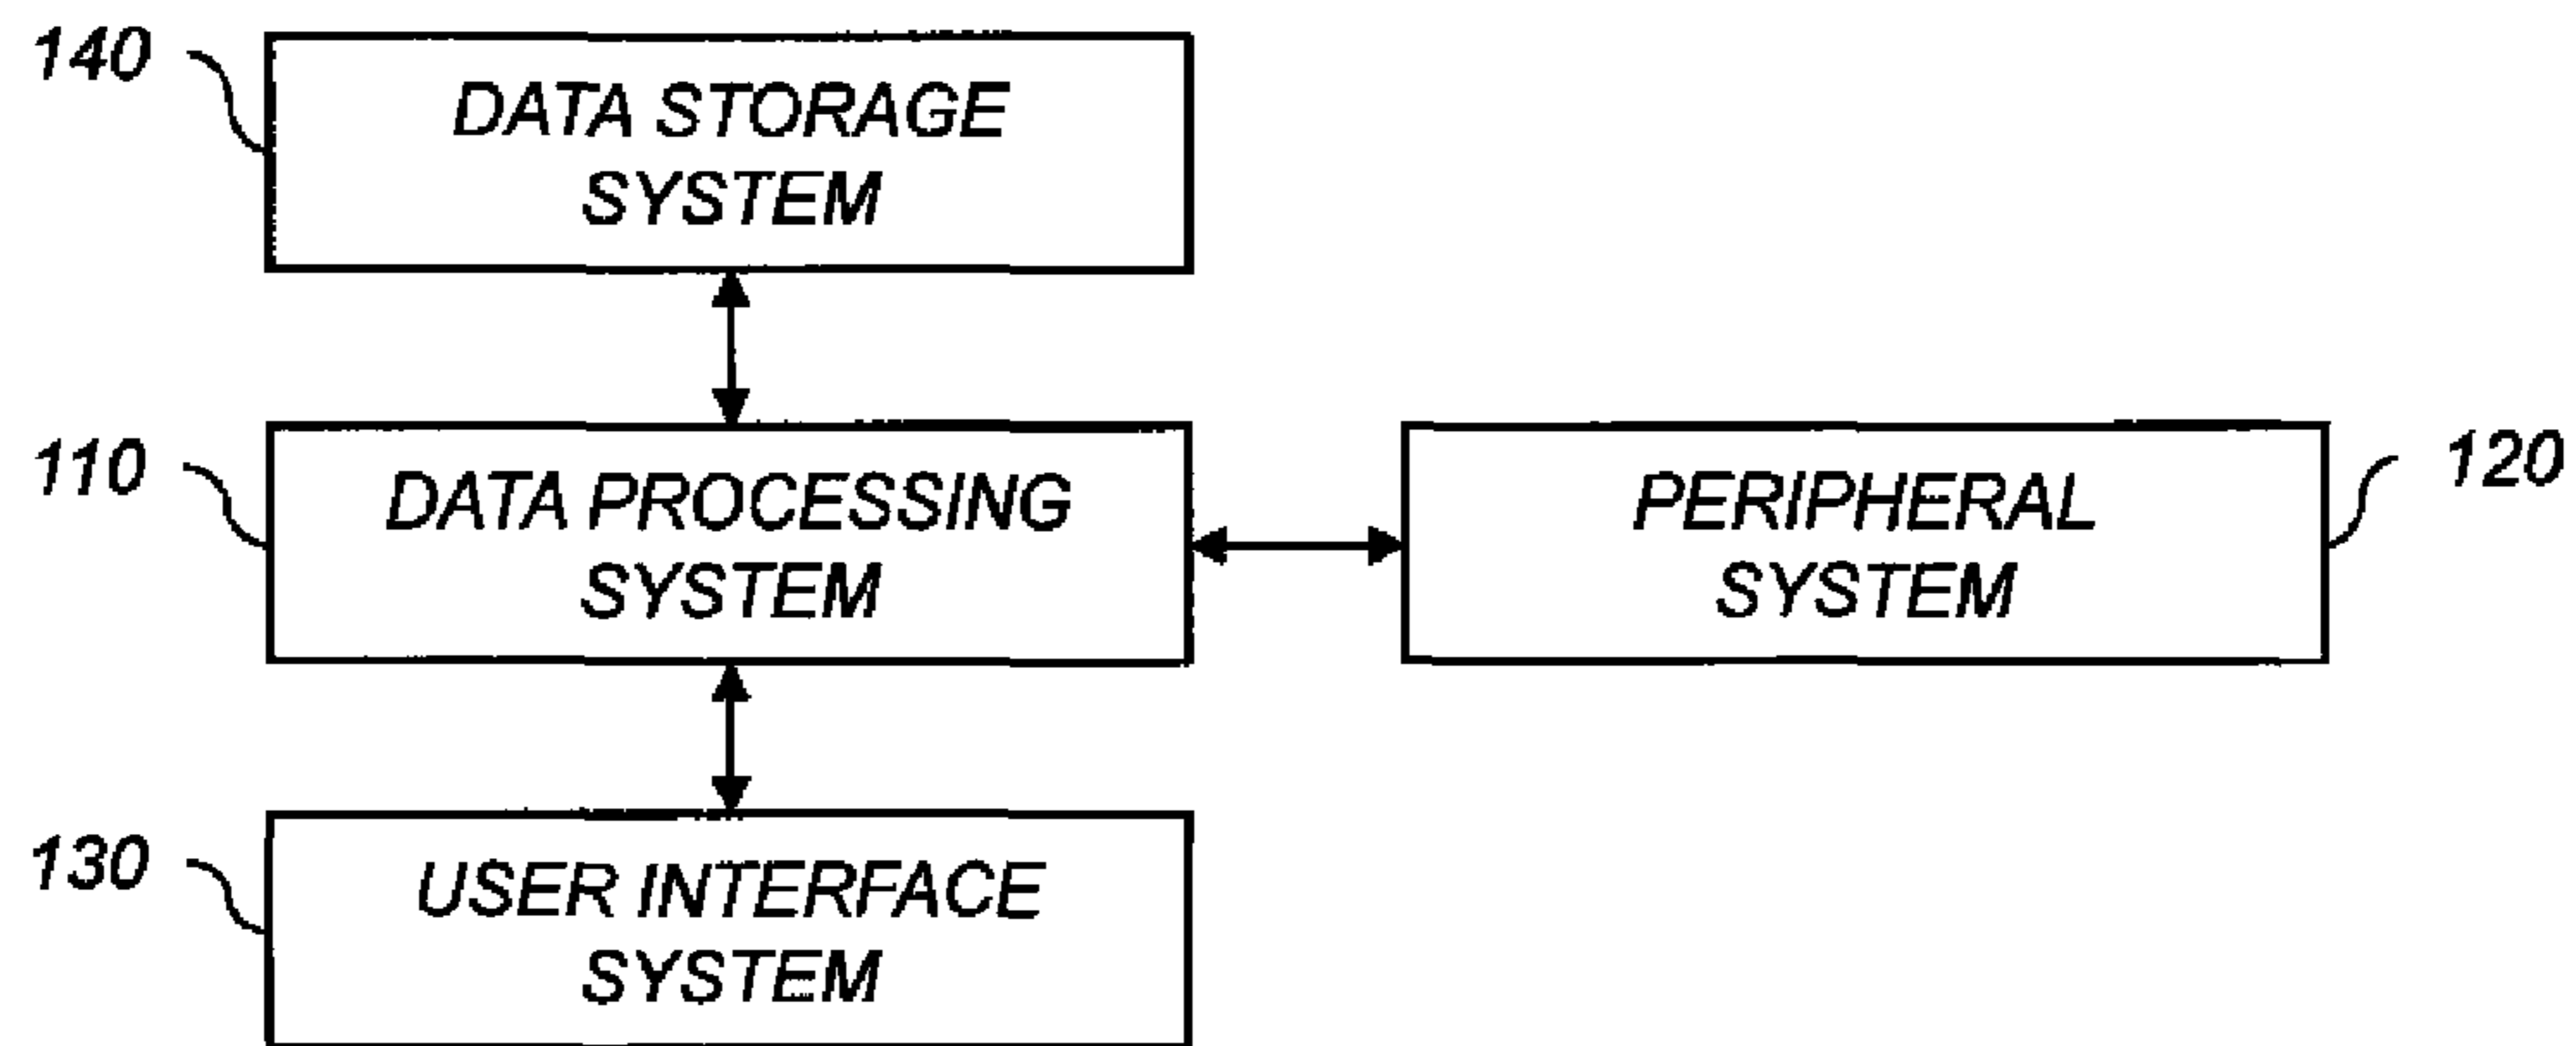 140
DATA STORAGE
SYSTEM
110
DATA PROCESSING
SYSTEM
PERIPHERAL
SYSTEM
120
130
USER INTERFACE
SYSTEM